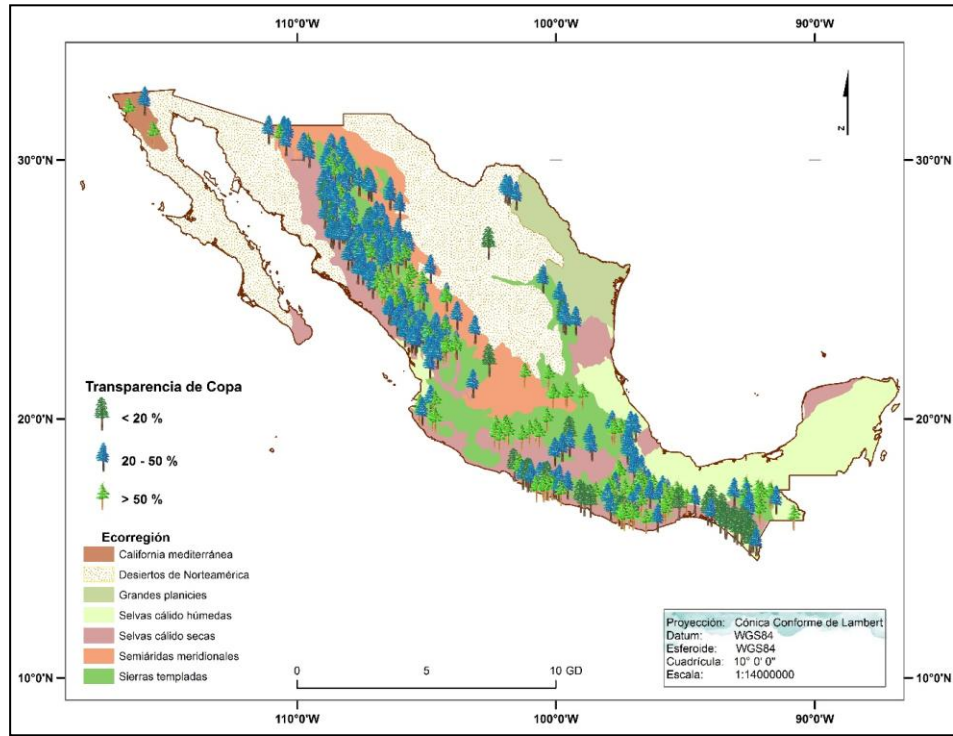 110°0'W 100°0'W 90°0'W
30°0'N 30°0'N
z
Transparencia de Copa
< 20 %
20 - 50 %
> 50 %
20°0'N 20°0'N
Ecorregión
California mediterránea
Desiertos de Norteamérica
Grandes planicies
Selvas cálido húmedas
Selvas cálido secas
Semiáridas meridionales
Sierras templadas
0 5 10 GD
Proyección: Cónica Conforme de Lambert
Datum: WGS84
Esferoide: WGS84
Cuadrícula: 10° 0' 0"
Escala: 1:14000000
10°0'N 10°0'N
110°0'W 100°0'W 90°0'W